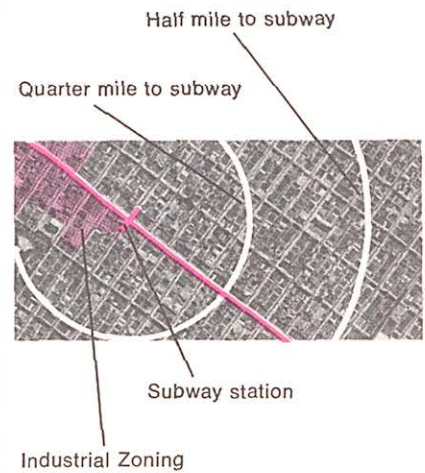 Half mile to subway
Quarter mile to subway
Subway station
Industrial Zoning